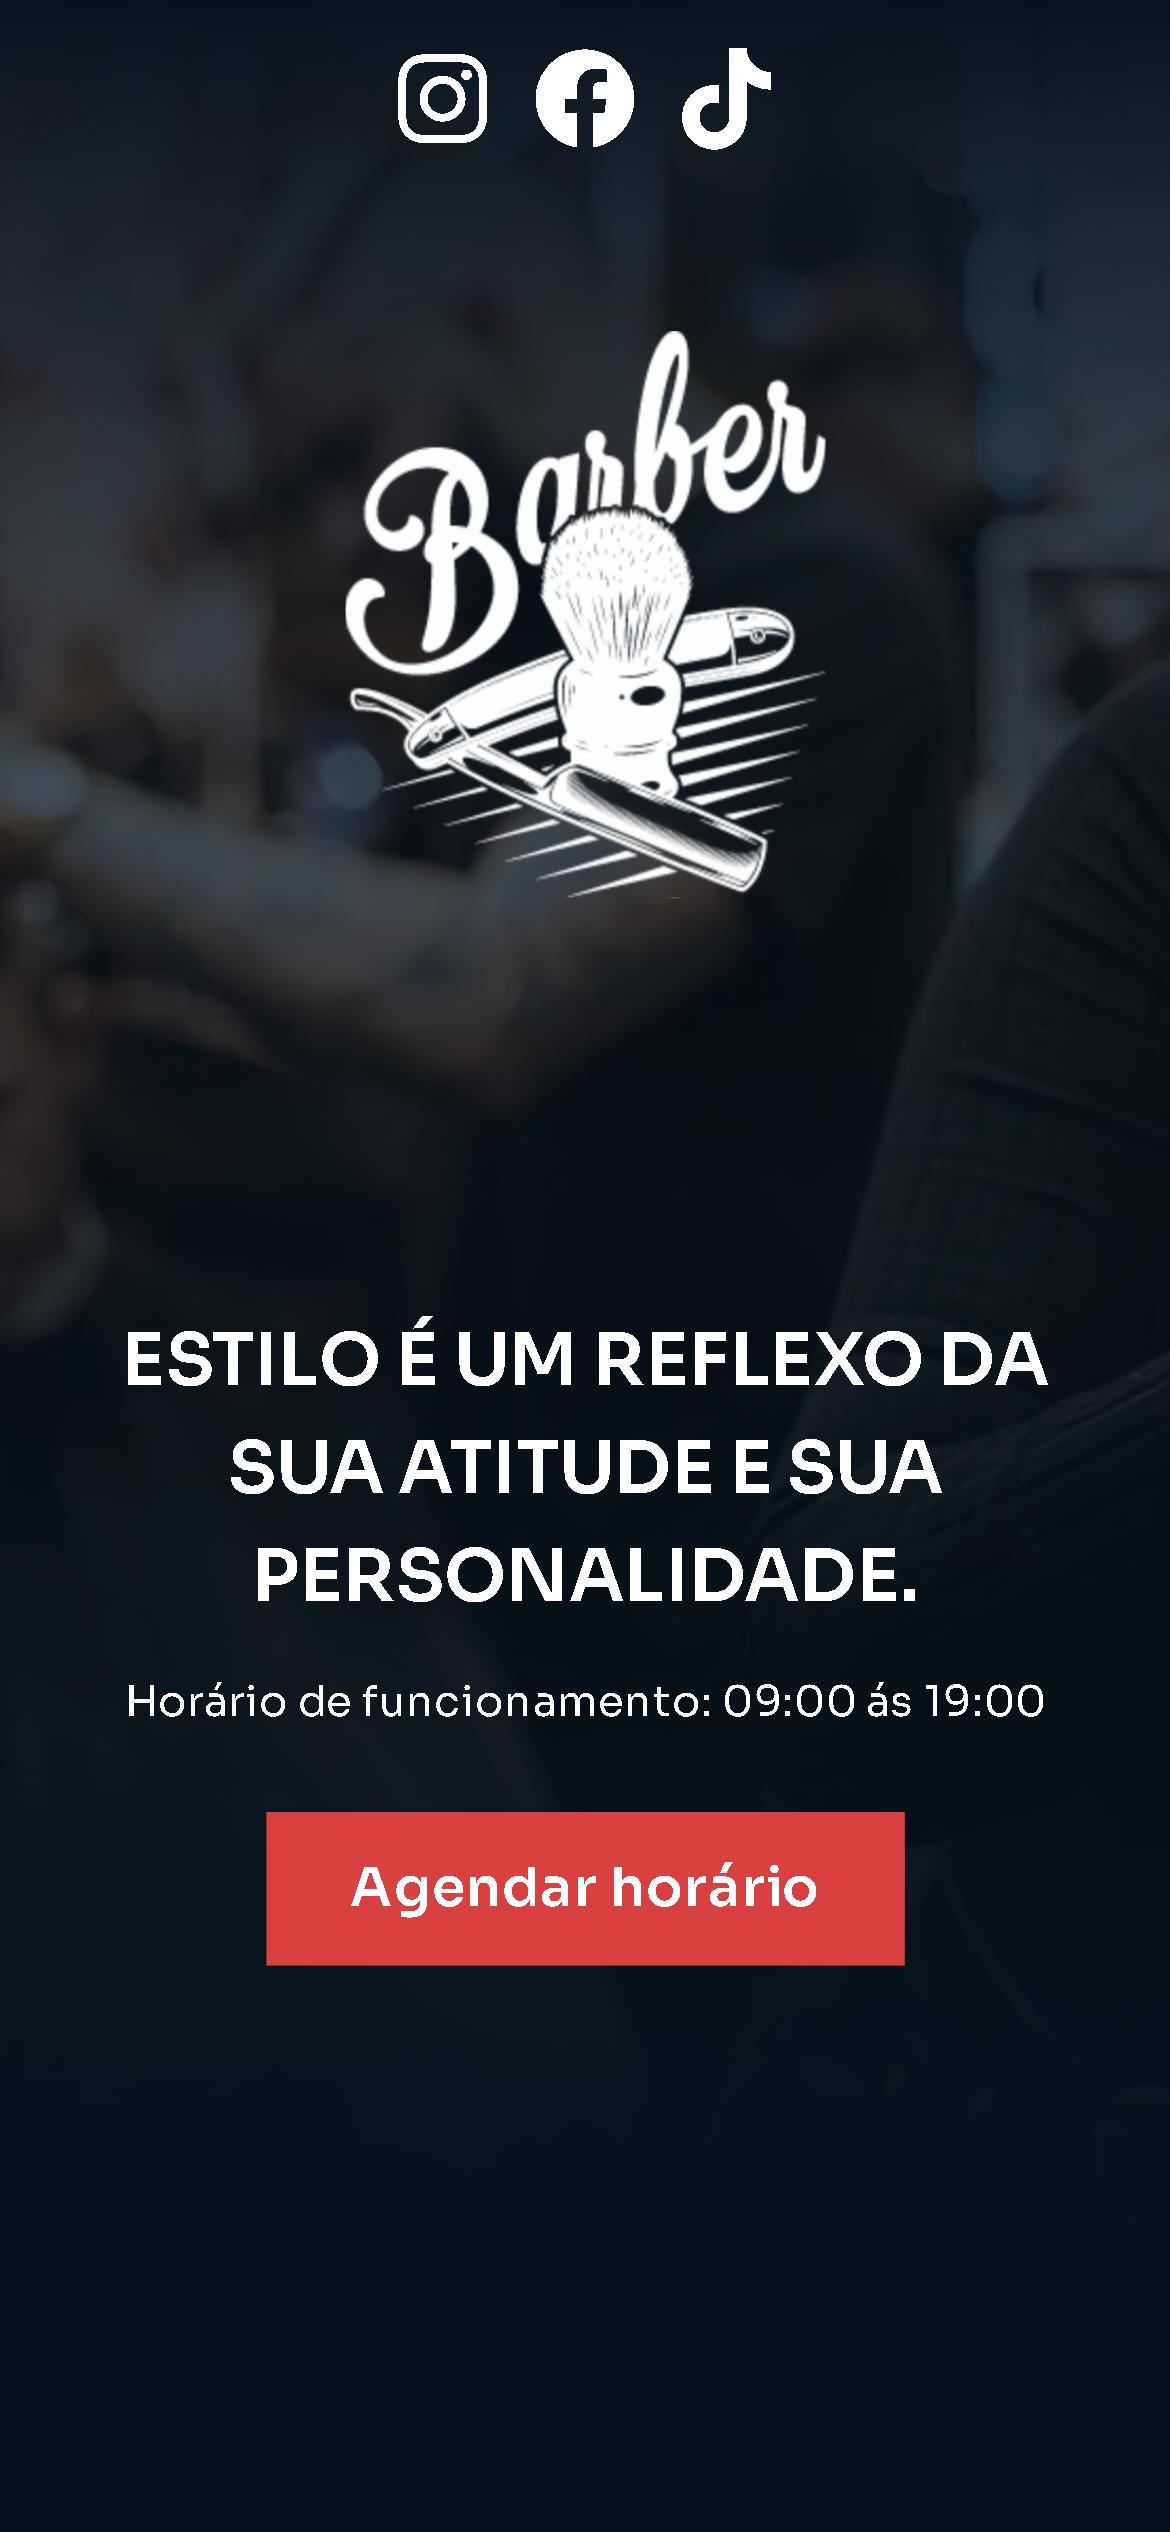 Barber
ESTILO É UM REFLEXO DA
SUA ATITUDE E SUA
PERSONALIDADE.
Horário de funcionamento: 09:00 ás 19:00
Agendar horário